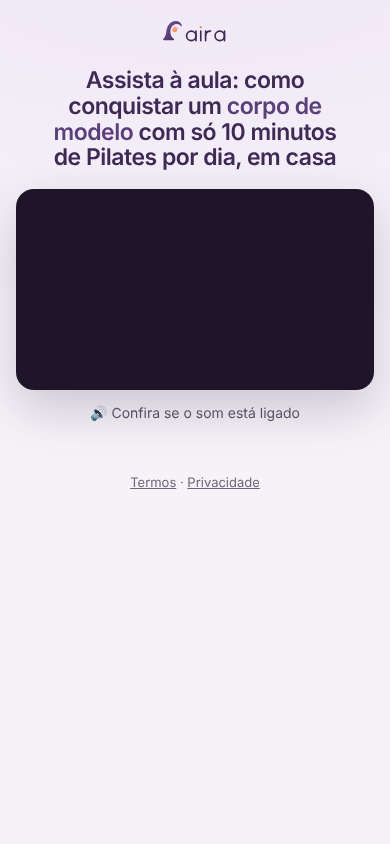 aira
Assista à aula: como
conquistar um corpo de
modelo com só 10 minutos
de Pilates por dia, em casa
🔊 Confira se o som está ligado
Termos · Privacidade